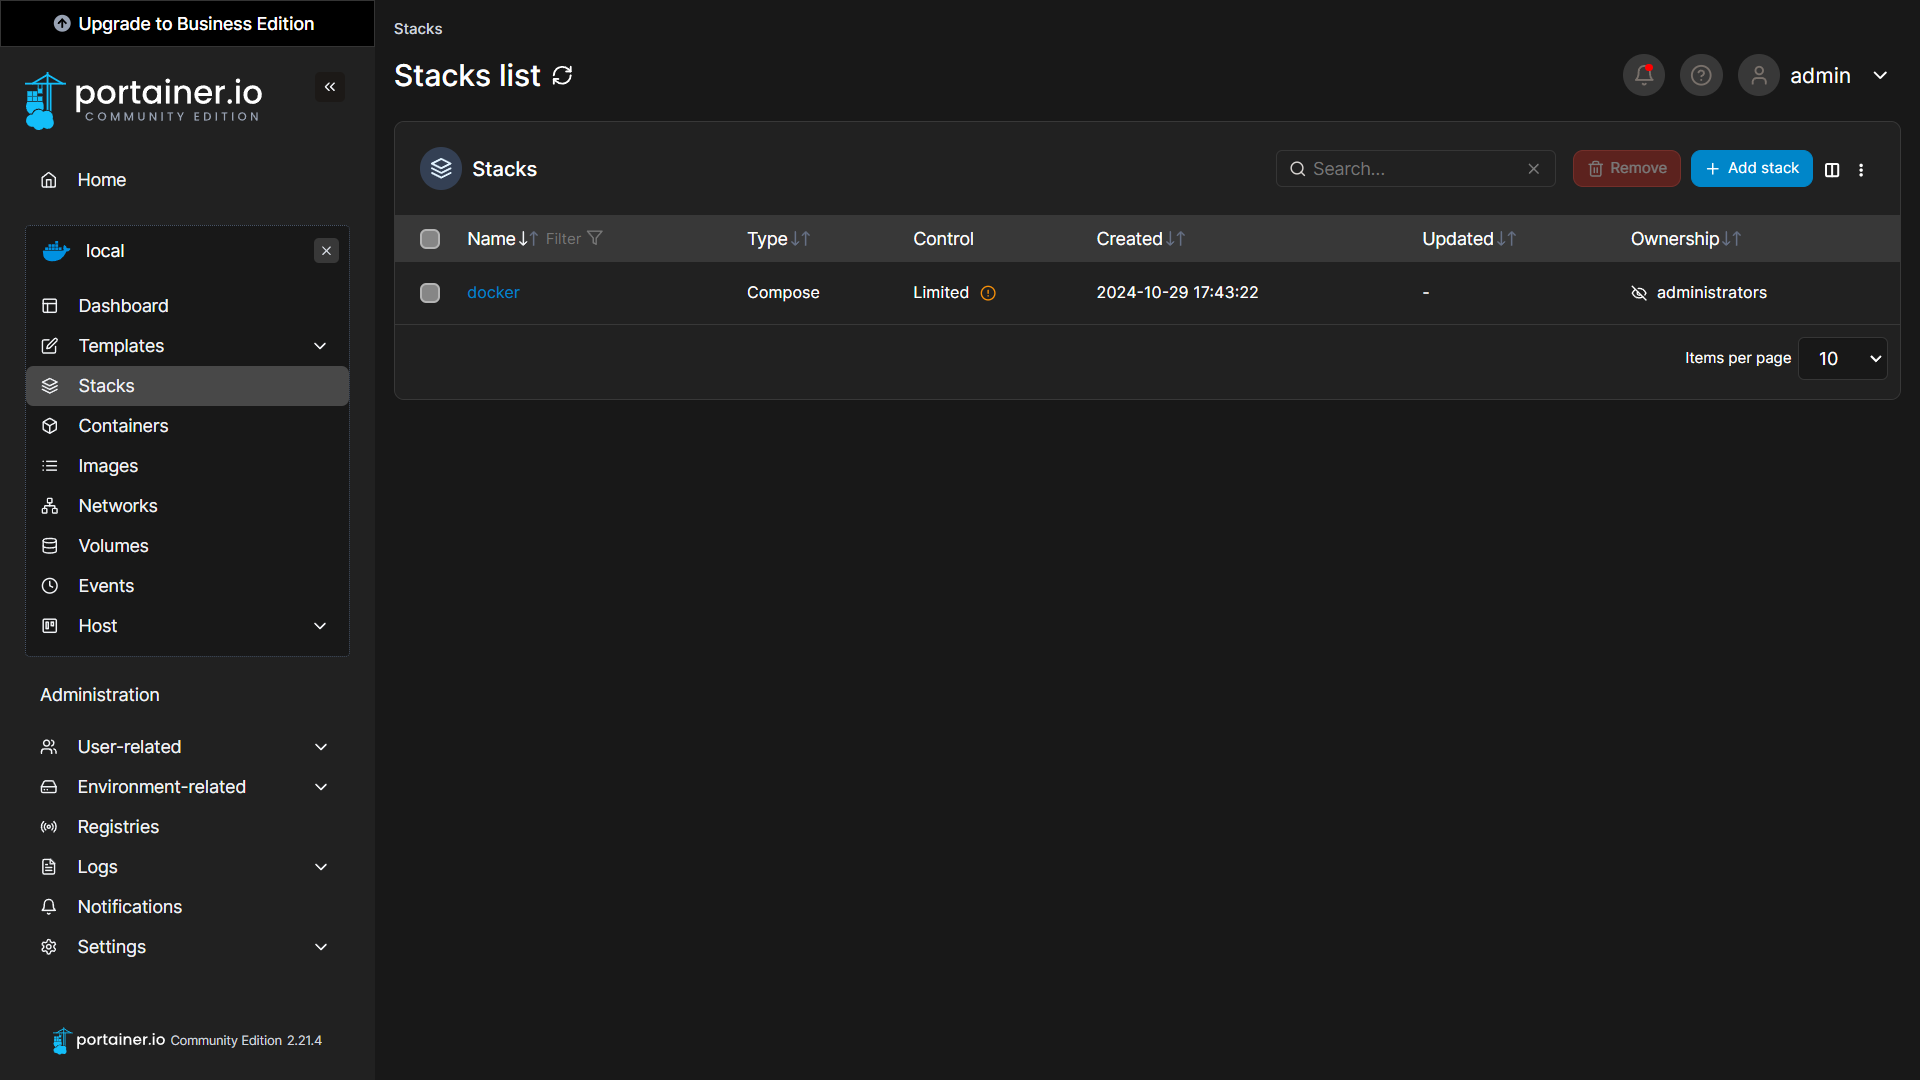 Upgrade to Business Edition
portainer.io
COMMUNITY EDITION
Home
local
Dashboard
Templates
Stacks
Containers
Images
Networks
Volumes
Events
Host
Administration
User-related
Environment-related
Registries
Logs
Notifications
Settings
portainer.io Community Edition 2.21.4
Stacks
Stacks list
admin
Stacks
Search...
Remove
Add stack
Name Filter Type Control Created Updated Ownership
docker Compose Limited 2024-10-29 17:43:22 - administrators
Items per page 10